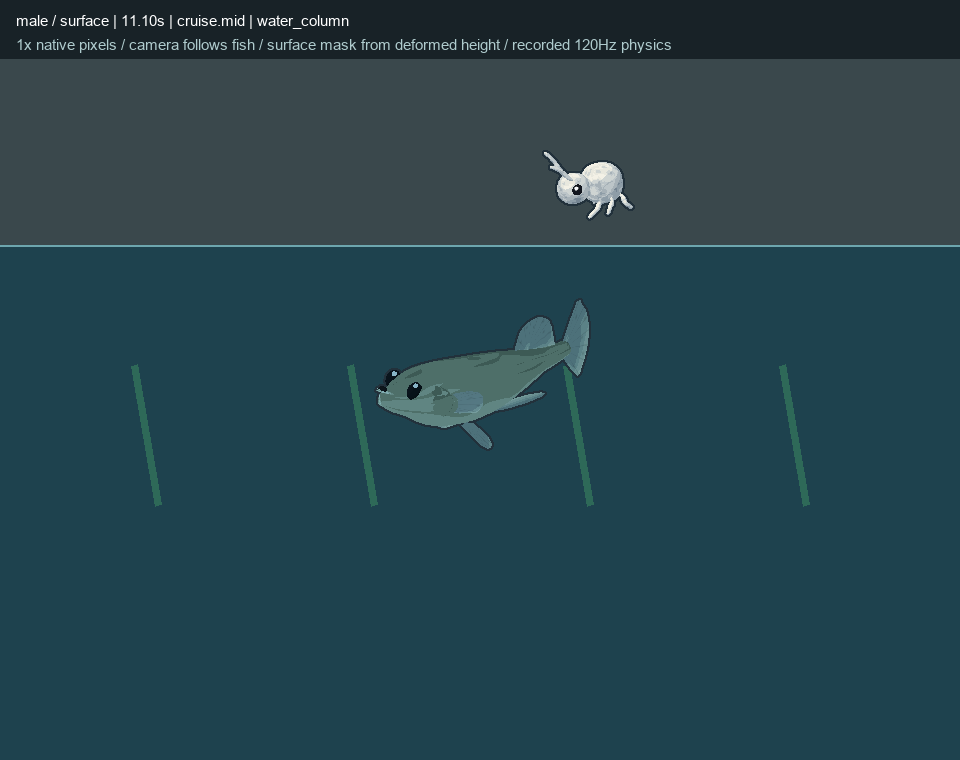 male / surface | 11.10s | cruise.mid | water_column
1x native pixels / camera follows fish / surface mask from deformed height / recorded 120Hz physics